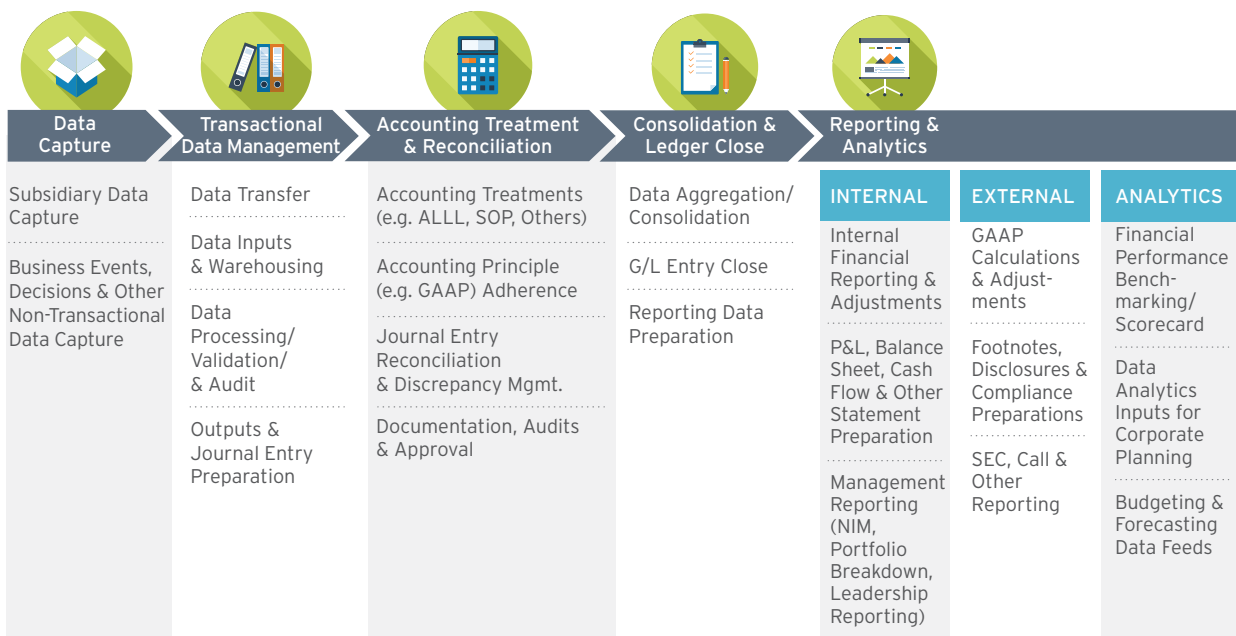 Data
Capture
Transactional
Data Management
Accounting Treatment
& Reconciliation
Consolidation &
Ledger Close
Reporting &
Analytics
Subsidiary Data
Capture
Business Events,
Decisions & Other
Non-Transactional
Data Capture
Data Transfer
Data Inputs
& Warehousing
Data
Processing/
Validation/
& Audit
Outputs &
Journal Entry
Preparation
Accounting Treatments
(e.g. ALLL, SOP, Others)
Accounting Principle
(e.g. GAAP) Adherence
Journal Entry
Reconciliation
& Discrepancy Mgmt.
Documentation, Audits
& Approval
Data Aggregation/
Consolidation
G/L Entry Close
Reporting Data
Preparation
INTERNAL
Internal
Financial
Reporting &
Adjustments
P&L, Balance
Sheet, Cash
Flow & Other
Statement
Preparation
Management
Reporting
(NIM,
Portfolio
Breakdown,
Leadership
Reporting)
EXTERNAL
GAAP
Calculations
& Adjust-
ments
Footnotes,
Disclosures &
Compliance
Preparations
SEC, Call &
Other
Reporting
ANALYTICS
Financial
Performance
Bench-
marking/
Scorecard
Data
Analytics
Inputs for
Corporate
Planning
Budgeting &
Forecasting
Data Feeds